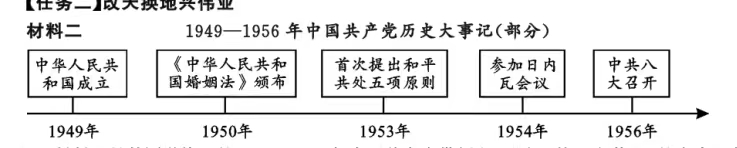 【任务二】改天换地兴伟业
材料二 1949—1956年中国共产党历史大事记(部分)
中华人民共和国成立
《中华人民共和国婚姻法》颁布
首次提出和平共处五项原则
参加日内瓦会议
中共八大召开
1949年 1950年 1953年 1954年 1956年